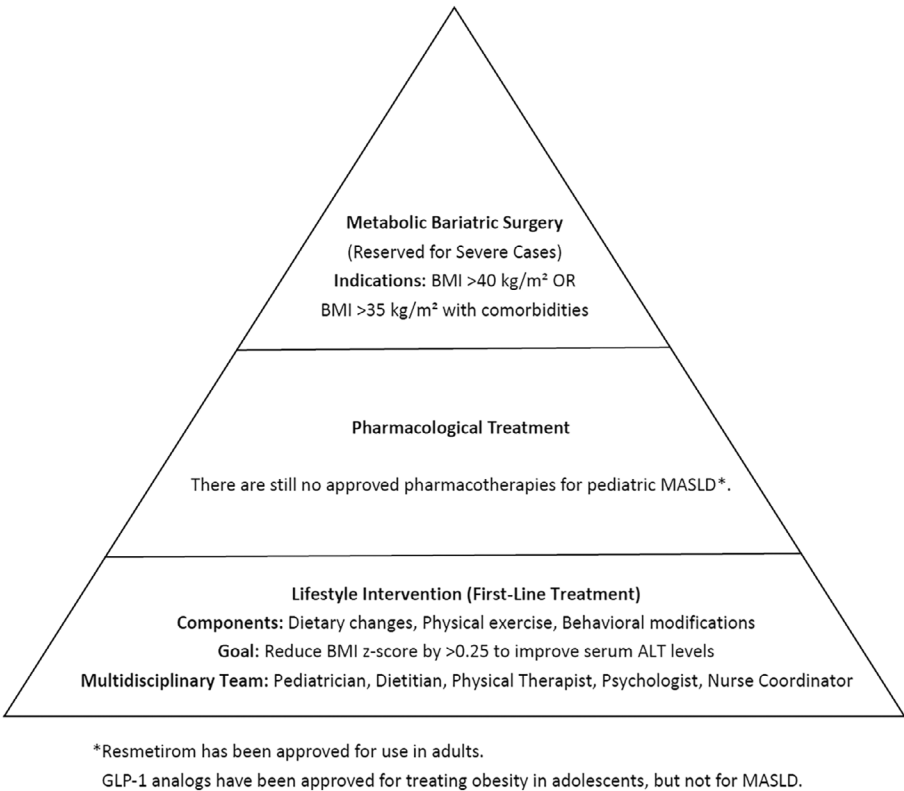 Metabolic Bariatric Surgery
(Reserved for Severe Cases)
Indications: BMI >40 kg/m² OR
BMI >35 kg/m² with comorbidities
Pharmacological Treatment
There are still no approved pharmacotherapies for pediatric MASLD*.
Lifestyle Intervention (First-Line Treatment)
Components: Dietary changes, Physical exercise, Behavioral modifications
Goal: Reduce BMI z-score by >0.25 to improve serum ALT levels
Multidisciplinary Team: Pediatrician, Dietitian, Physical Therapist, Psychologist, Nurse Coordinator
*Resmetirom has been approved for use in adults.
GLP-1 analogs have been approved for treating obesity in adolescents, but not for MASLD.